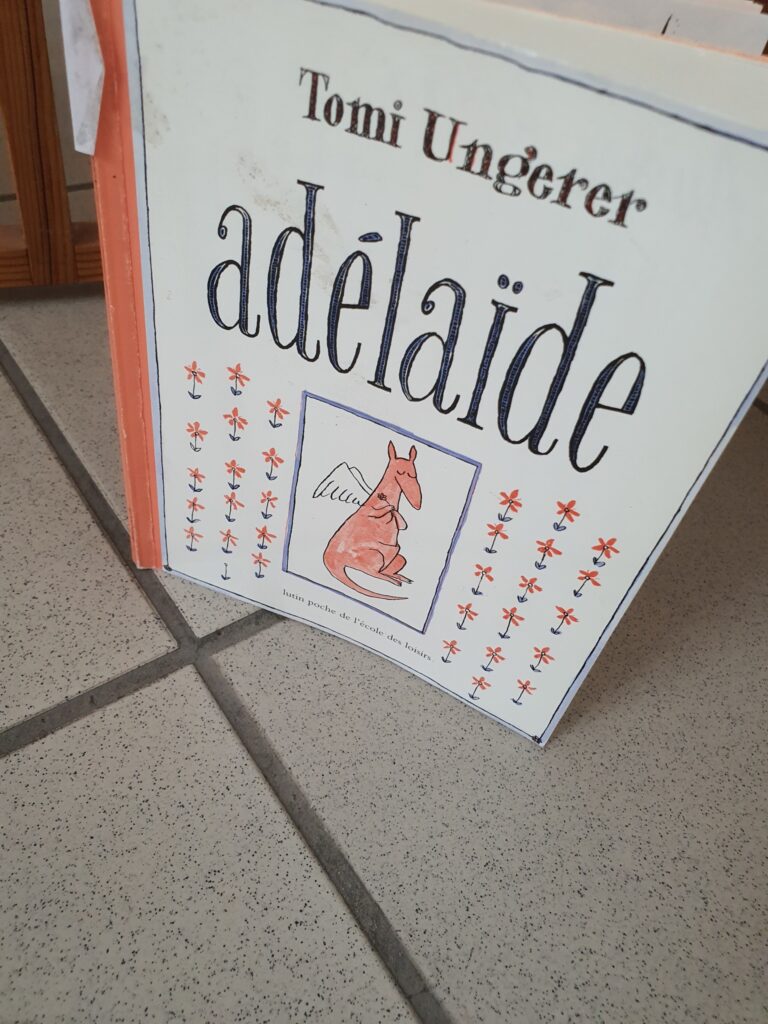 Tomi Ungerer
adélaïde
lutin poche de l'école des loisirs